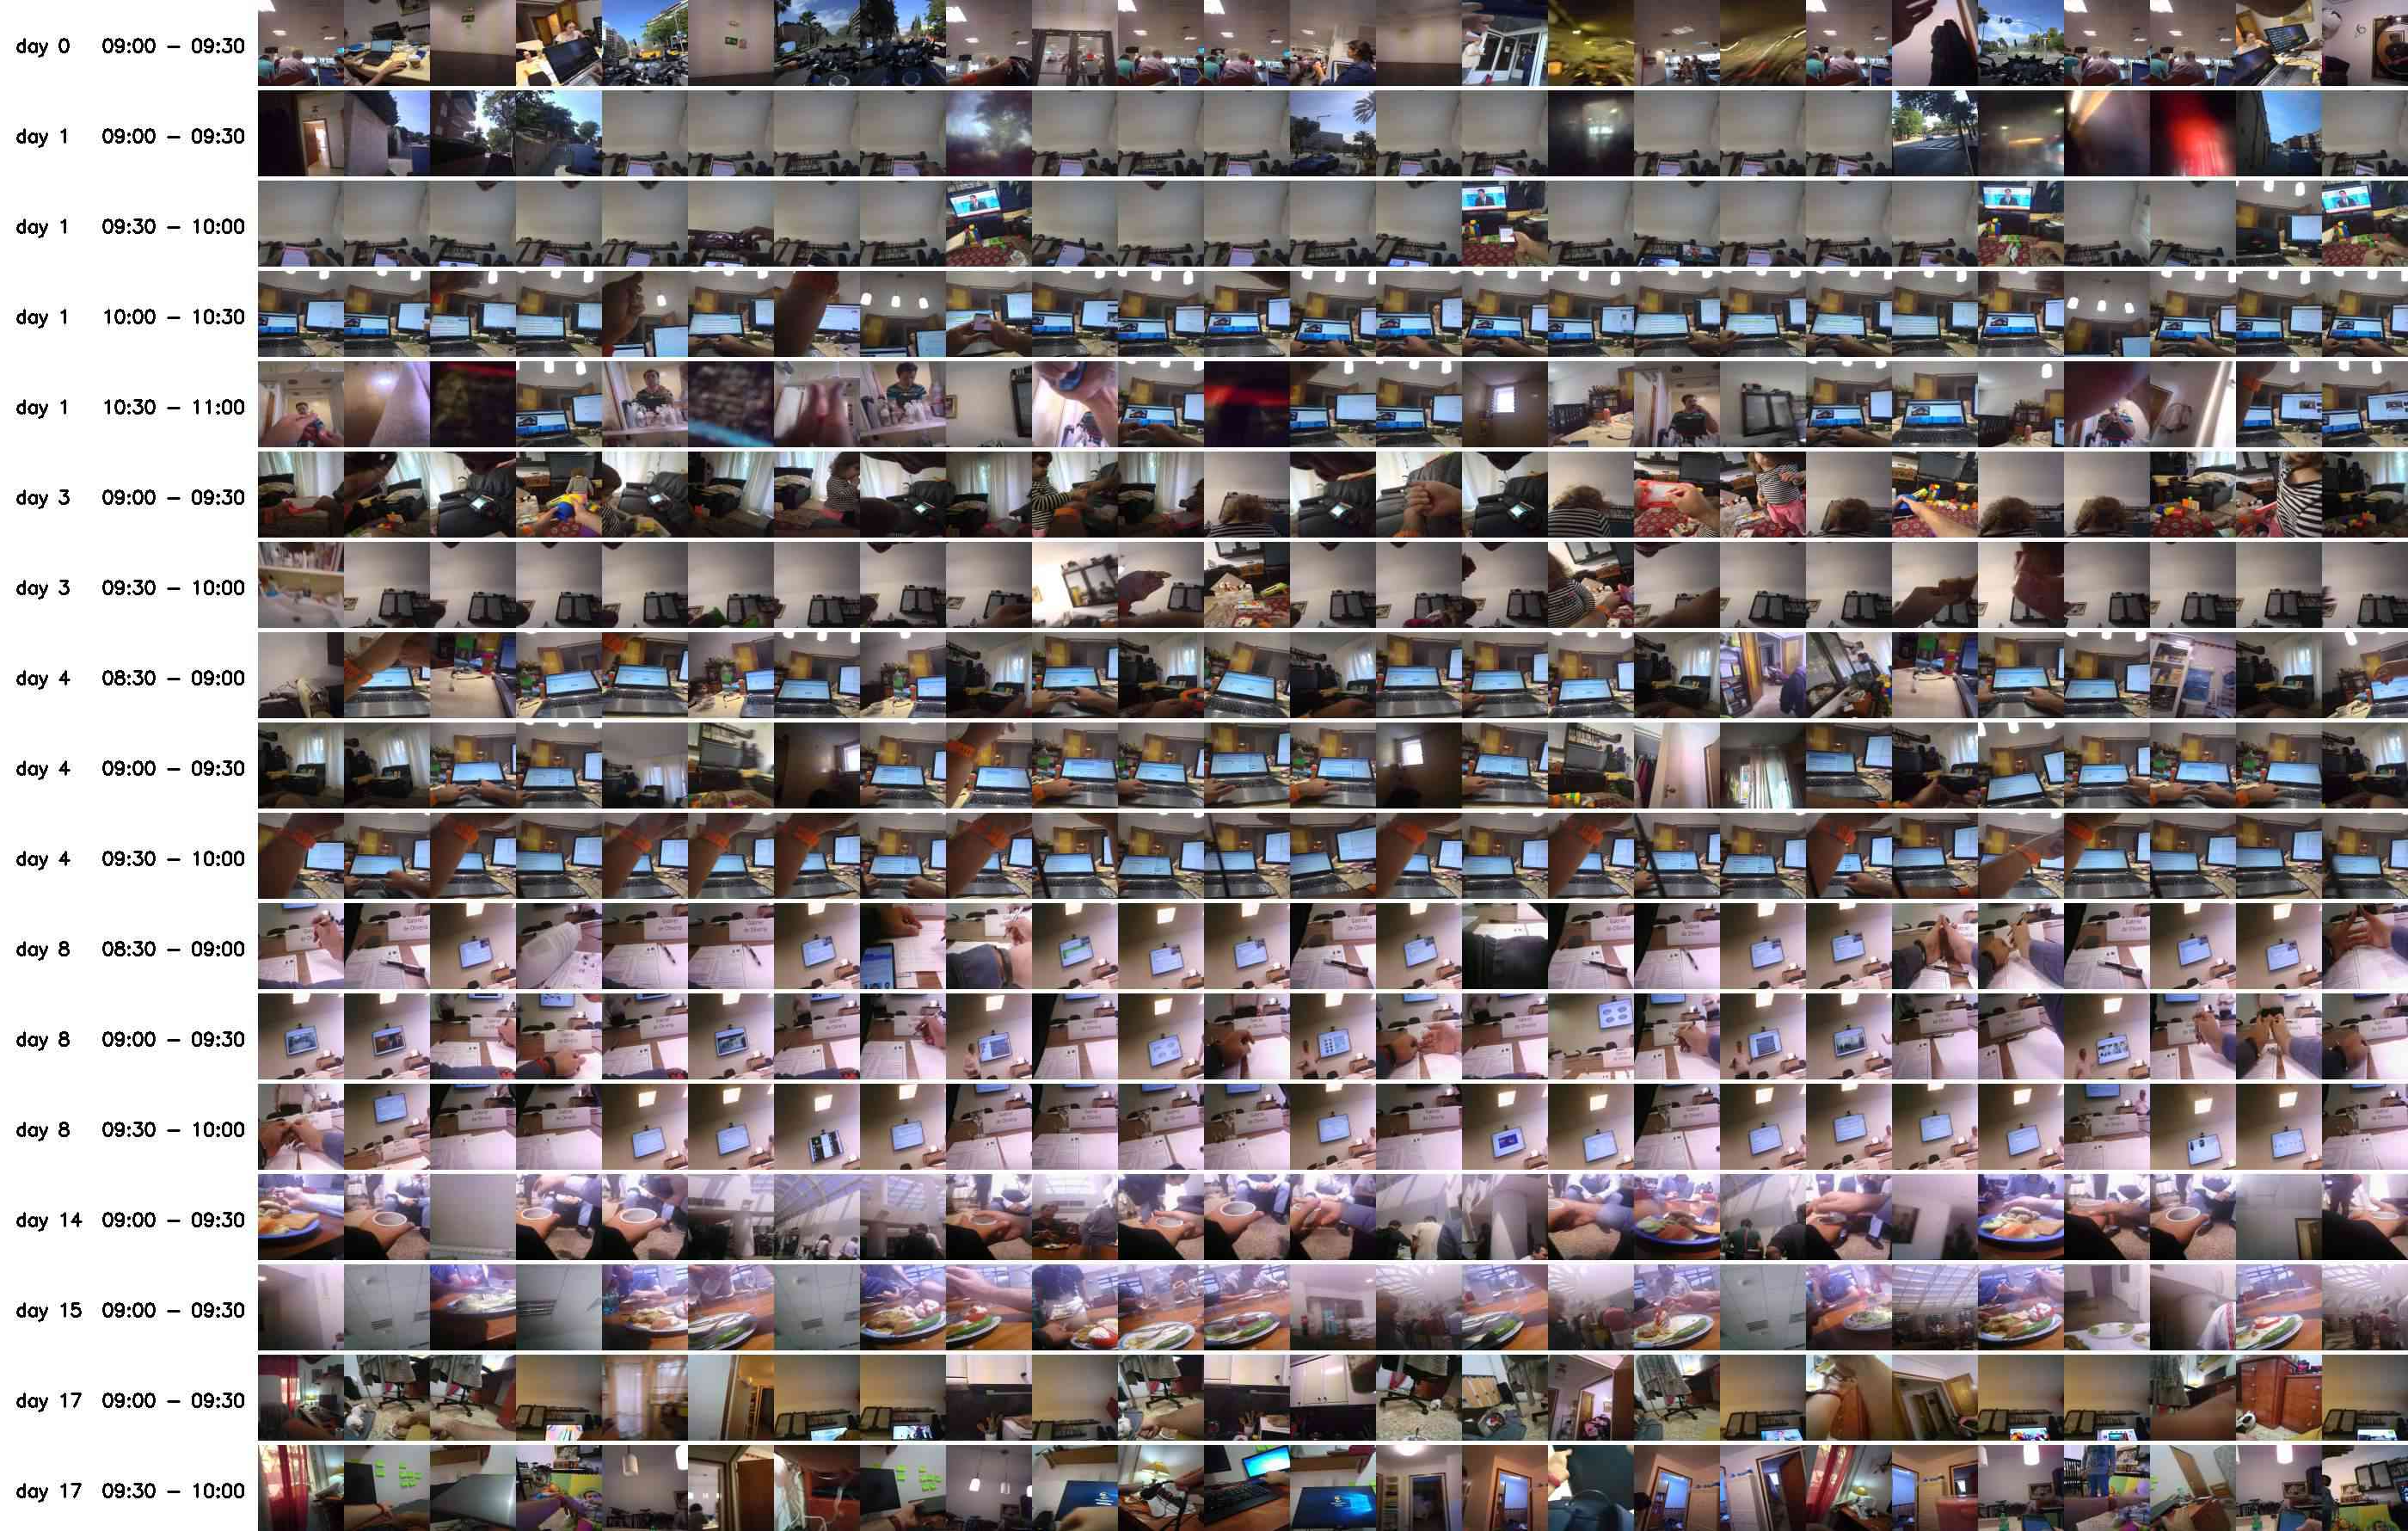 day 0 09:00 – 09:30
day 1 09:00 – 09:30
day 1 09:30 – 10:00
day 1 10:00 – 10:30
day 1 10:30 – 11:00
day 3 09:00 – 09:30
day 3 09:30 – 10:00
day 4 08:30 – 09:00
day 4 09:00 – 09:30
day 4 09:30 – 10:00
day 8 08:30 – 09:00
day 8 09:00 – 09:30
day 8 09:30 – 10:00
day 14 09:00 – 09:30
day 15 09:00 – 09:30
day 17 09:00 – 09:30
day 17 09:30 – 10:00